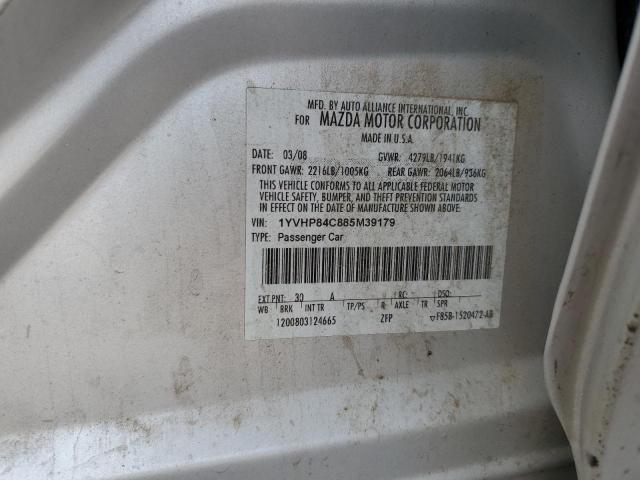 MFD. BY AUTO ALLIANCE INTERNATIONAL, INC.
FOR MAZDA MOTOR CORPORATION
MADE IN U.S.A.
DATE: 03/08 GVWR: 4279LB/1941KG
FRONT GAWR: 2216LB/1005KG REAR GAWR: 2064LB/936KG
THIS VEHICLE CONFORMS TO ALL APPLICABLE FEDERAL MOTOR
VEHICLE SAFETY, BUMPER, AND THEFT PREVENTION STANDARDS
IN EFFECT ON THE DATE OF MANUFACTURE SHOWN ABOVE.
VIN: 1YVHP84C885M39179
TYPE: Passenger Car
EXT PNT: 30 A RC: DSO:
WB BRK INT TR TP/PS R AXLE TR SPR
1200803124665 ZFP F85B-1520472-AB